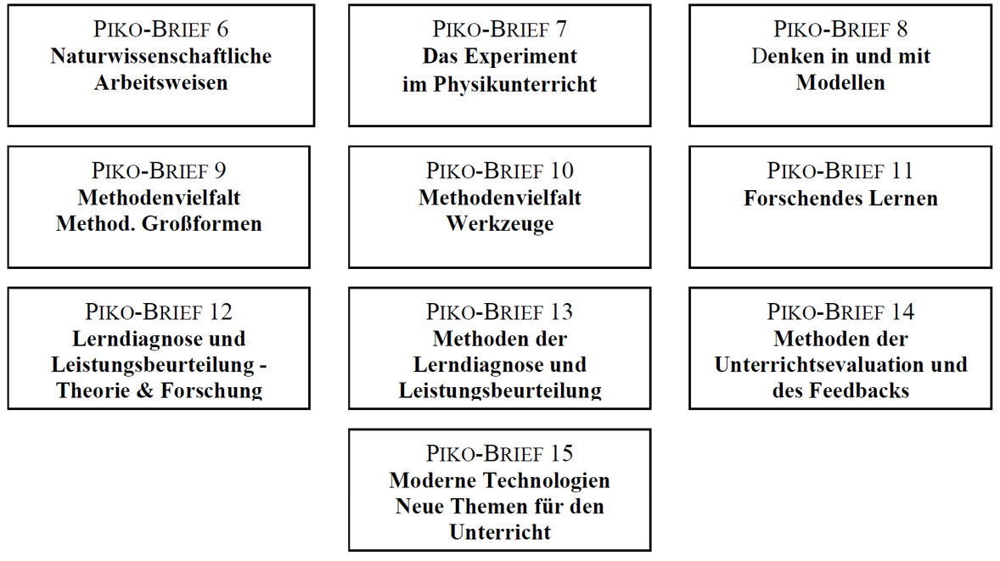 PIKO-BRIEF 6
Naturwissenschaftliche
Arbeitsweisen
PIKO-BRIEF 7
Das Experiment
im Physikunterricht
PIKO-BRIEF 8
Denken in und mit
Modellen
PIKO-BRIEF 9
Methodenvielfalt
Method. Großformen
PIKO-BRIEF 10
Methodenvielfalt
Werkzeuge
PIKO-BRIEF 11
Forschendes Lernen
PIKO-BRIEF 12
Lerndiagnose und
Leistungsbeurteilung -
Theorie & Forschung
PIKO-BRIEF 13
Methoden der
Lerndiagnose und
Leistungsbeurteilung
PIKO-BRIEF 14
Methoden der
Unterrichtsevaluation und
des Feedbacks
PIKO-BRIEF 15
Moderne Technologien
Neue Themen für den
Unterricht